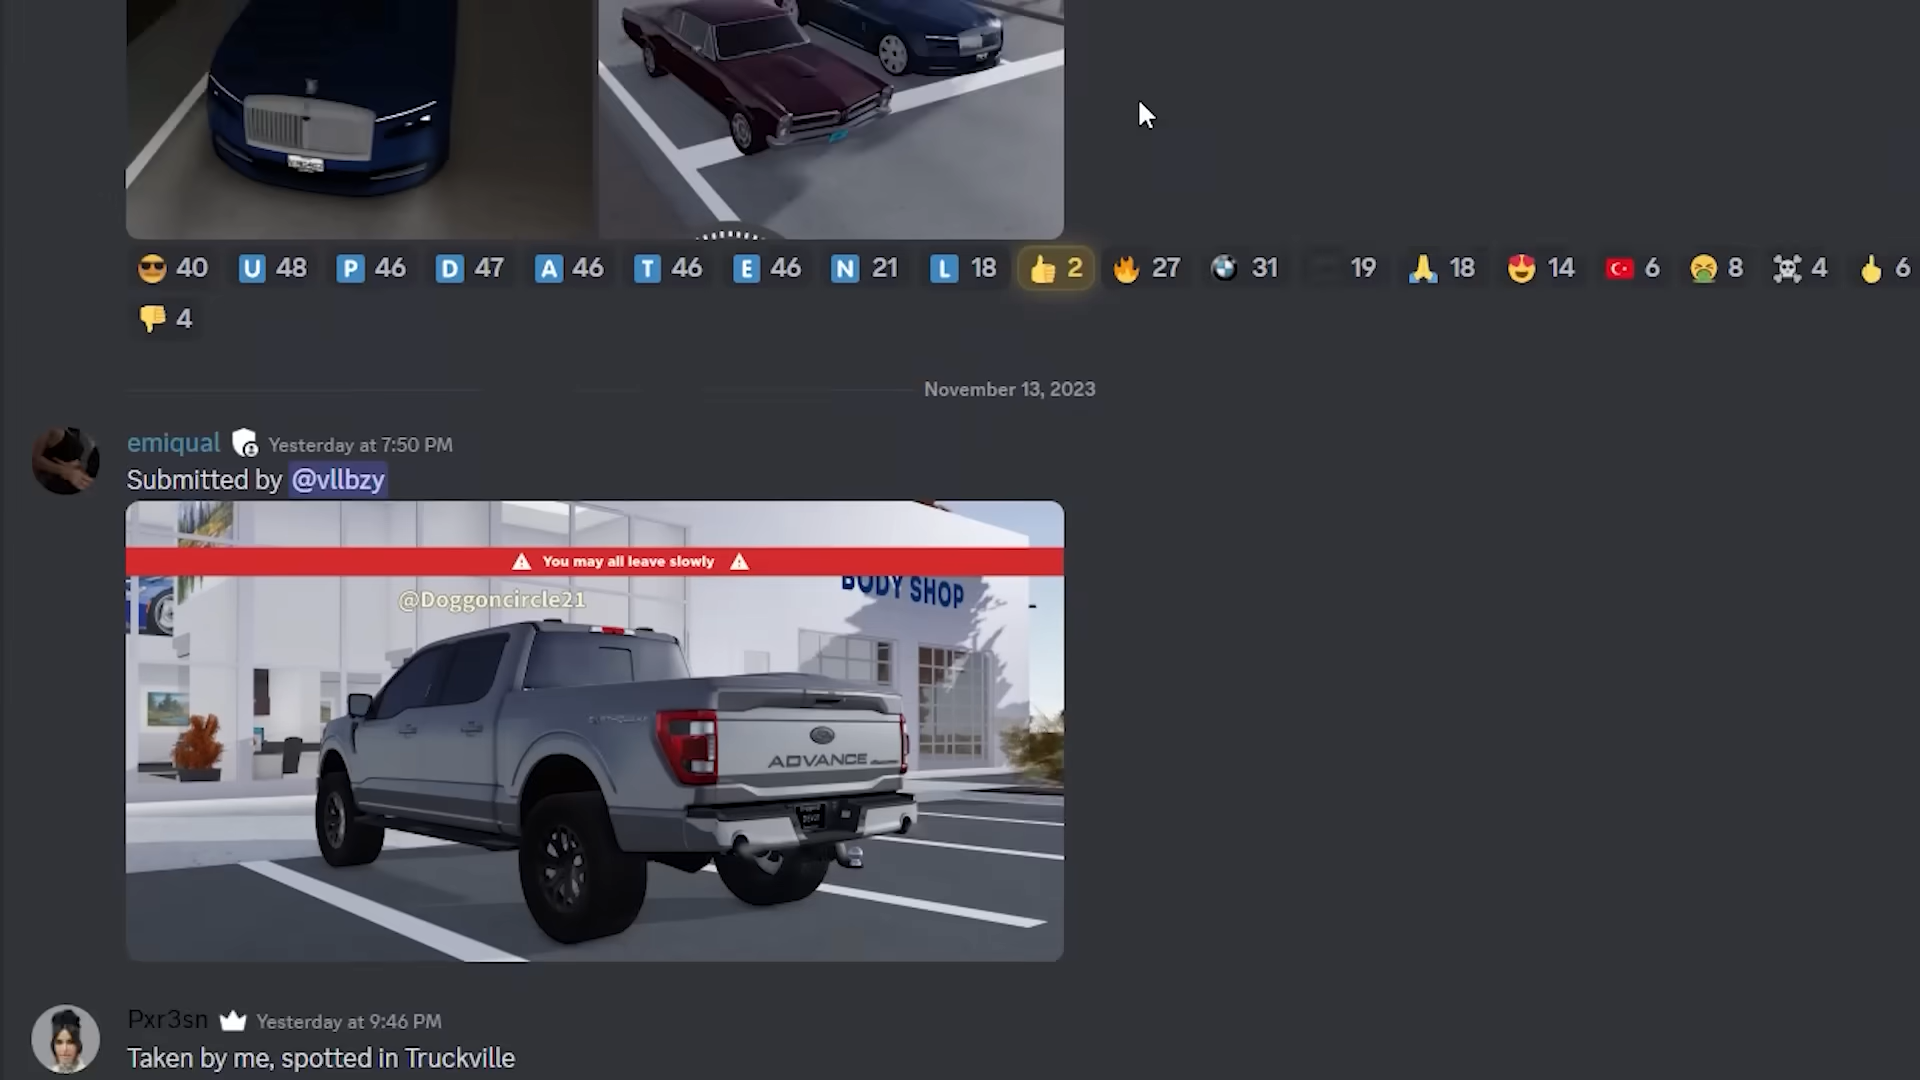 40 U 48 P 46 D 47 A 46 T 46 E 46 N 21 L 18 2 27 31 19 18 14 6 8 4 6
4
November 13, 2023
emiqual Yesterday at 7:50 PM
Submitted by @vllbzy
You may all leave slowly
BODY SHOP
@Doggoncircle21
ADVANCE
Pxr3sn Yesterday at 9:46 PM
Taken by me, spotted in Truckville